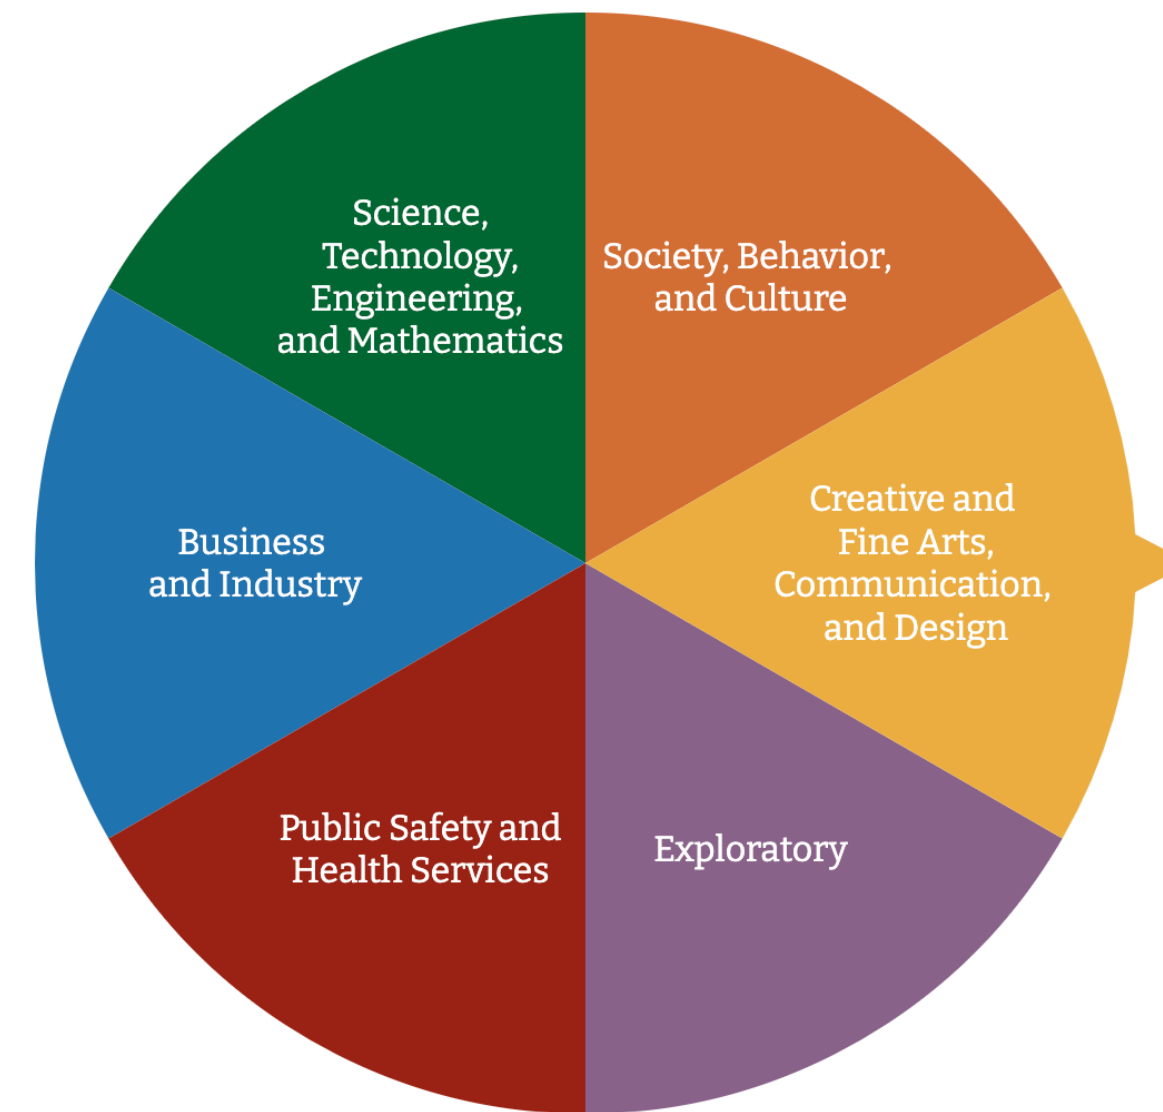 Science,
Technology,
Engineering,
and Mathematics
Society, Behavior,
and Culture
Creative and
Fine Arts,
Communication,
and Design
Business
and Industry
Public Safety and
Health Services
Exploratory